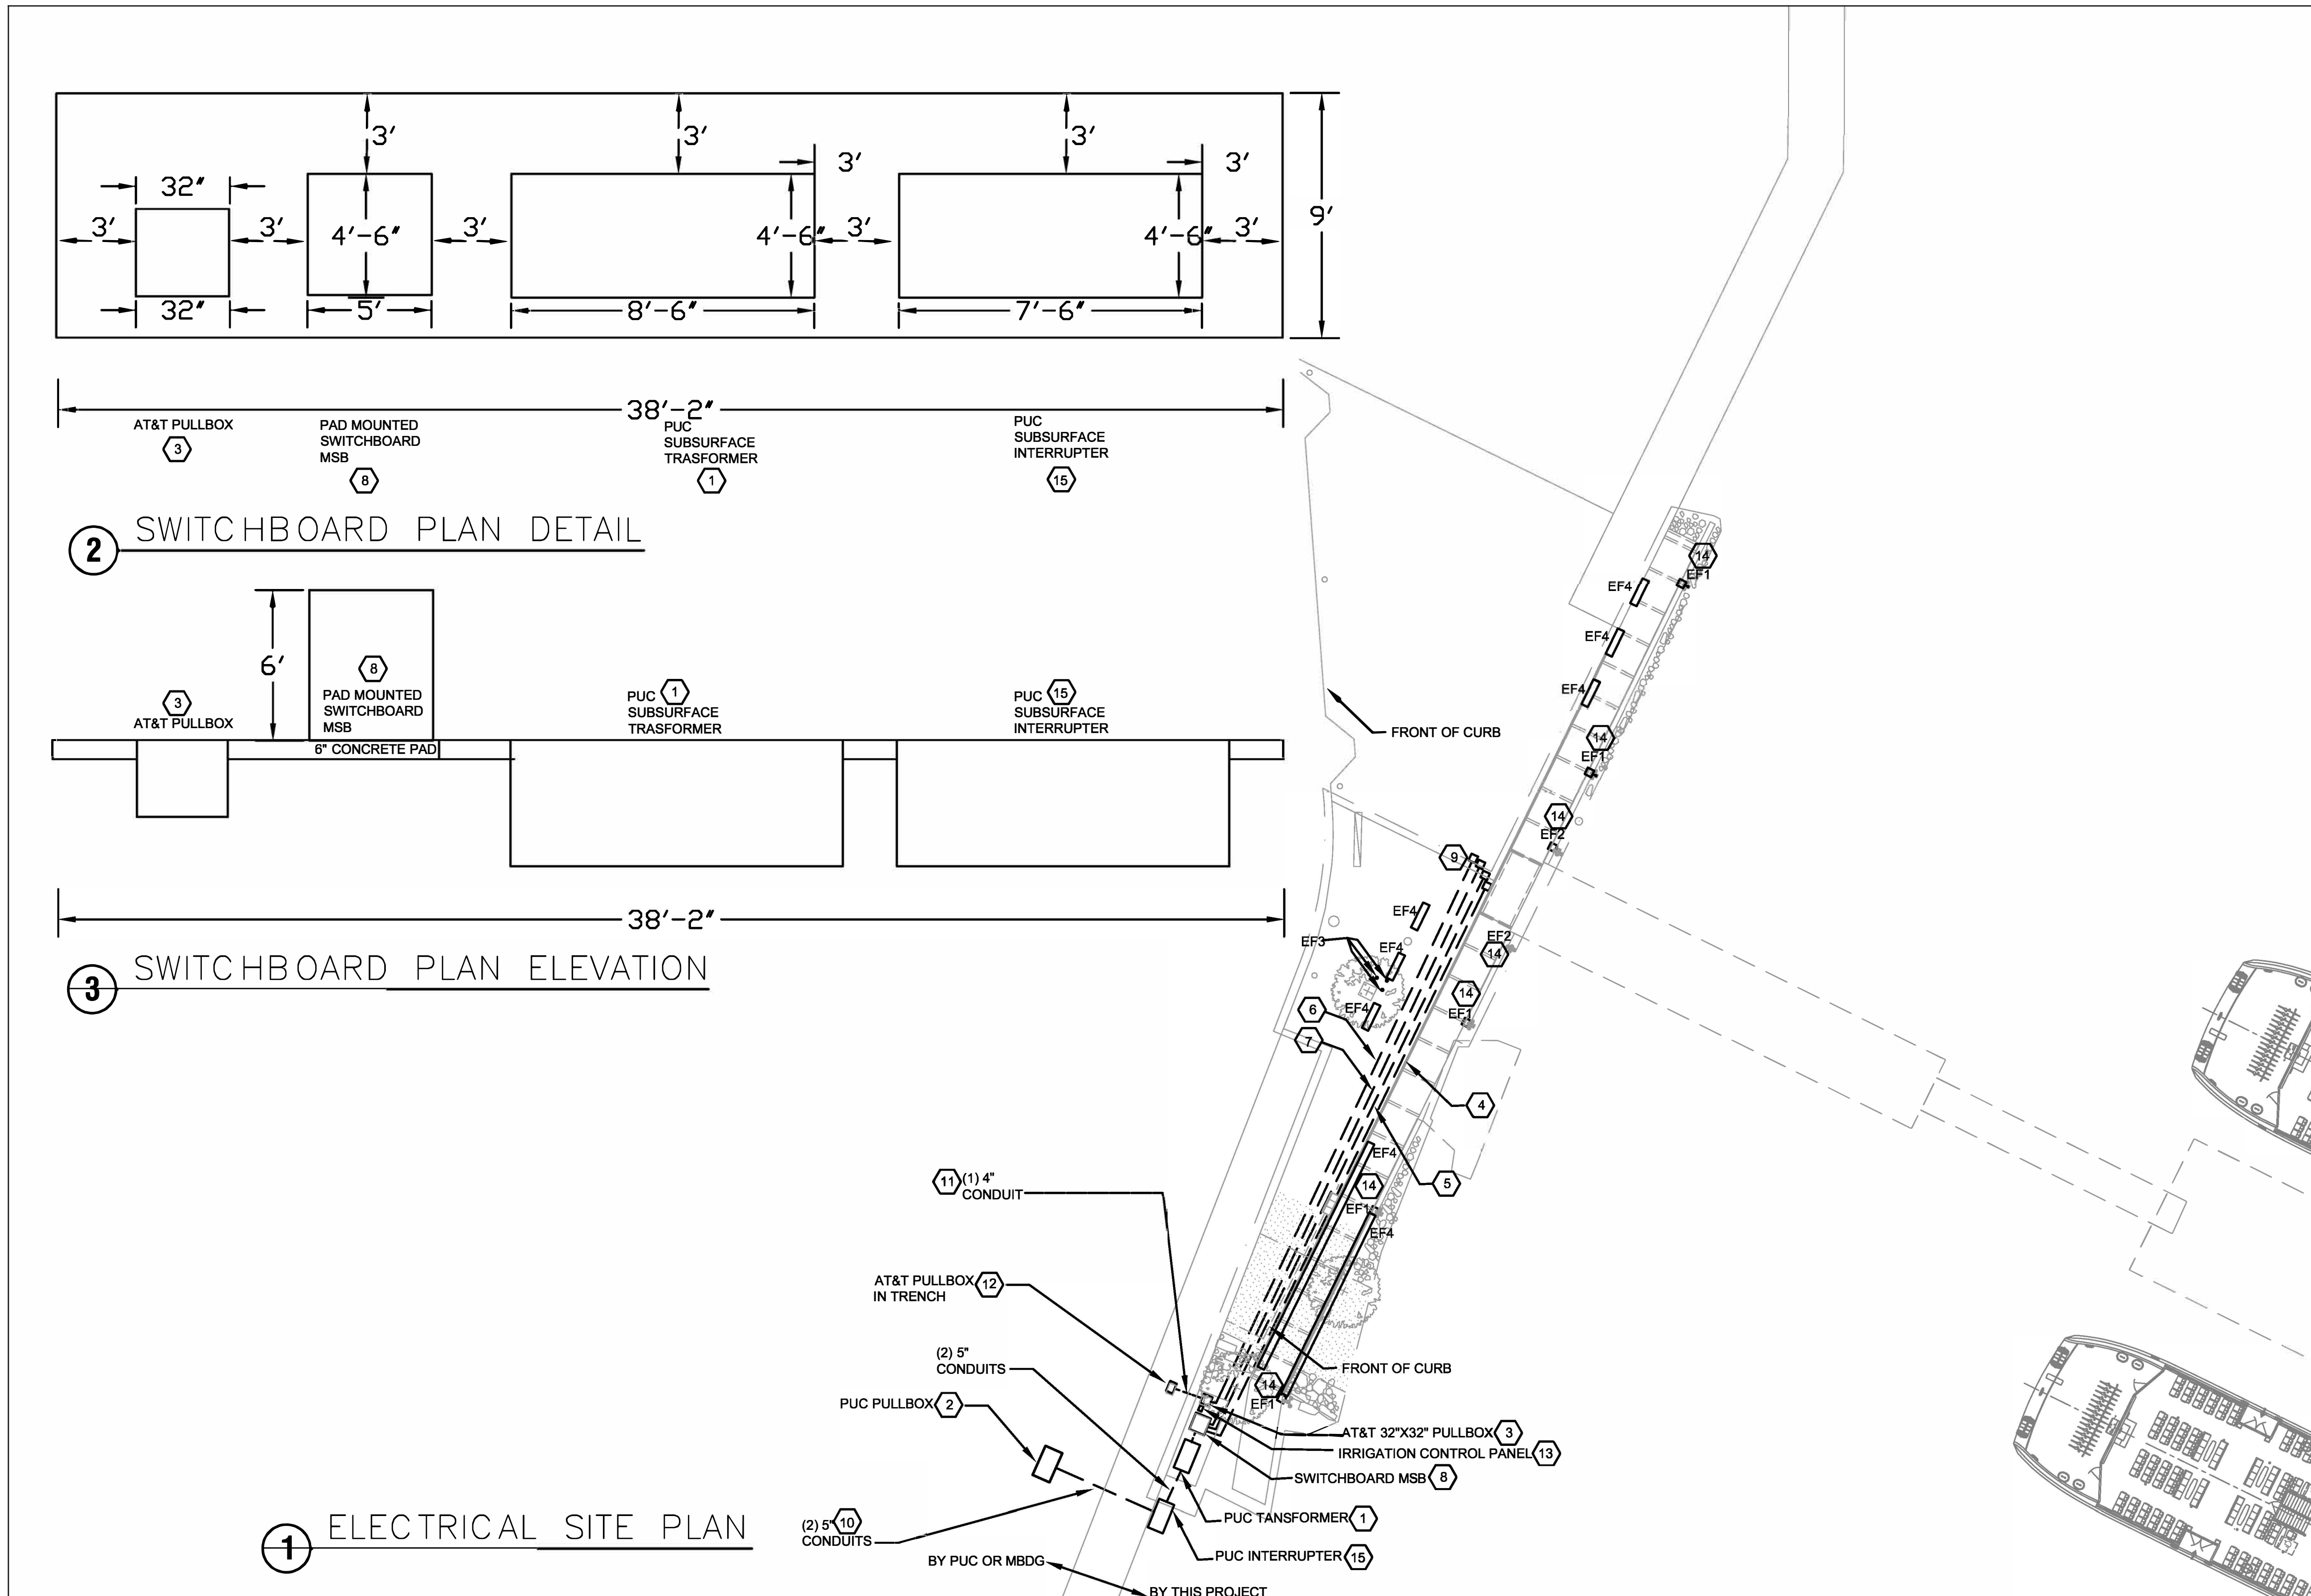 3'
3'
3'
3'
3'
32"
3'
3'
4'-6"
3'
4'-6"
3'
4'-6"
3'
9'
32"
5'
8'-6"
7'-6"
38'-2"
AT&T PULLBOX
3
PAD MOUNTED
SWITCHBOARD
MSB
8
PUC
SUBSURFACE
TRASFORMER
1
PUC
SUBSURFACE
INTERRUPTER
15
2
SWITCHBOARD PLAN DETAIL
6'
3
AT&T PULLBOX
8
PAD MOUNTED
SWITCHBOARD
MSB
6" CONCRETE PAD
PUC 1
SUBSURFACE
TRASFORMER
PUC 15
SUBSURFACE
INTERRUPTER
38'-2"
3
SWITCHBOARD PLAN ELEVATION
14
EF1
EF4
EF4
EF4
FRONT OF CURB
14
EF1
14
EF2
9
EF4
EF3
EF4
EF2
14
14
EF1
EF4
6
7
4
EF4
5
14
EF1
EF4
11 (1) 4"
CONDUIT
AT&T PULLBOX 12
IN TRENCH
(2) 5"
CONDUITS
FRONT OF CURB
14
EF1
PUC PULLBOX 2
AT&T 32"X32" PULLBOX 3
IRRIGATION CONTROL PANEL 13
SWITCHBOARD MSB 8
PUC TANSFORMER 1
(2) 5" 10
CONDUITS
PUC INTERRUPTER 15
BY PUC OR MBDG
BY THIS PROJECT
1
ELECTRICAL SITE PLAN